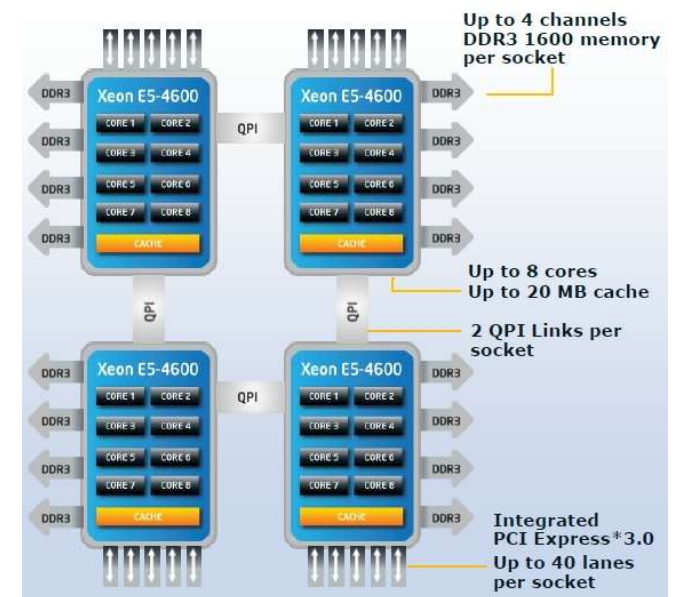 Up to 4 channels
DDR3 1600 memory
per socket
Xeon E5-4600
Xeon E5-4600
DDR3
CORE 1 CORE 2
QPI
CORE 1 CORE 2
DDR3
DDR3
CORE 3 CORE 4
CORE 3 CORE 4
DDR3
DDR3
CORE 5 CORE 6
CORE 5 CORE 6
DDR3
DDR3
CORE 7 CORE 8
CORE 7 CORE 8
DDR3
CACHE
CACHE
Up to 8 cores
Up to 20 MB cache
QPI
QPI
2 QPI Links per
socket
Xeon E5-4600
Xeon E5-4600
DDR3
CORE 1 CORE 2
QPI
CORE 1 CORE 2
DDR3
DDR3
CORE 3 CORE 4
CORE 3 CORE 4
DDR3
DDR3
CORE 5 CORE 6
CORE 5 CORE 6
DDR3
DDR3
CORE 7 CORE 8
CORE 7 CORE 8
DDR3
CACHE
CACHE
Integrated
PCI Express*3.0
Up to 40 lanes
per socket